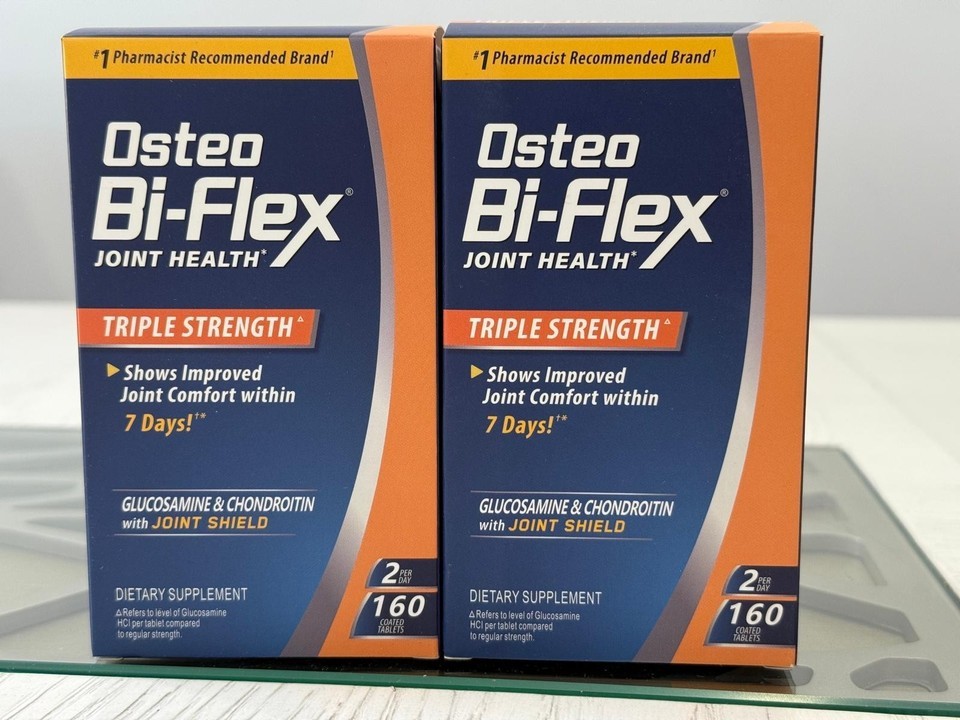 #1 Pharmacist Recommended Brand†
Osteo
Bi-Flex®
JOINT HEALTH*
TRIPLE STRENGTH△
Shows Improved
Joint Comfort within
7 Days!†*
GLUCOSAMINE & CHONDROITIN
with JOINT SHIELD
2 PER DAY
160
COATED
TABLETS
DIETARY SUPPLEMENT
△Refers to level of Glucosamine
HCl per tablet compared
to regular strength.
#1 Pharmacist Recommended Brand†
Osteo
Bi-Flex®
JOINT HEALTH*
TRIPLE STRENGTH△
Shows Improved
Joint Comfort within
7 Days!†*
GLUCOSAMINE & CHONDROITIN
with JOINT SHIELD
2 PER DAY
160
COATED
TABLETS
DIETARY SUPPLEMENT
△Refers to level of Glucosamine
HCl per tablet compared
to regular strength.